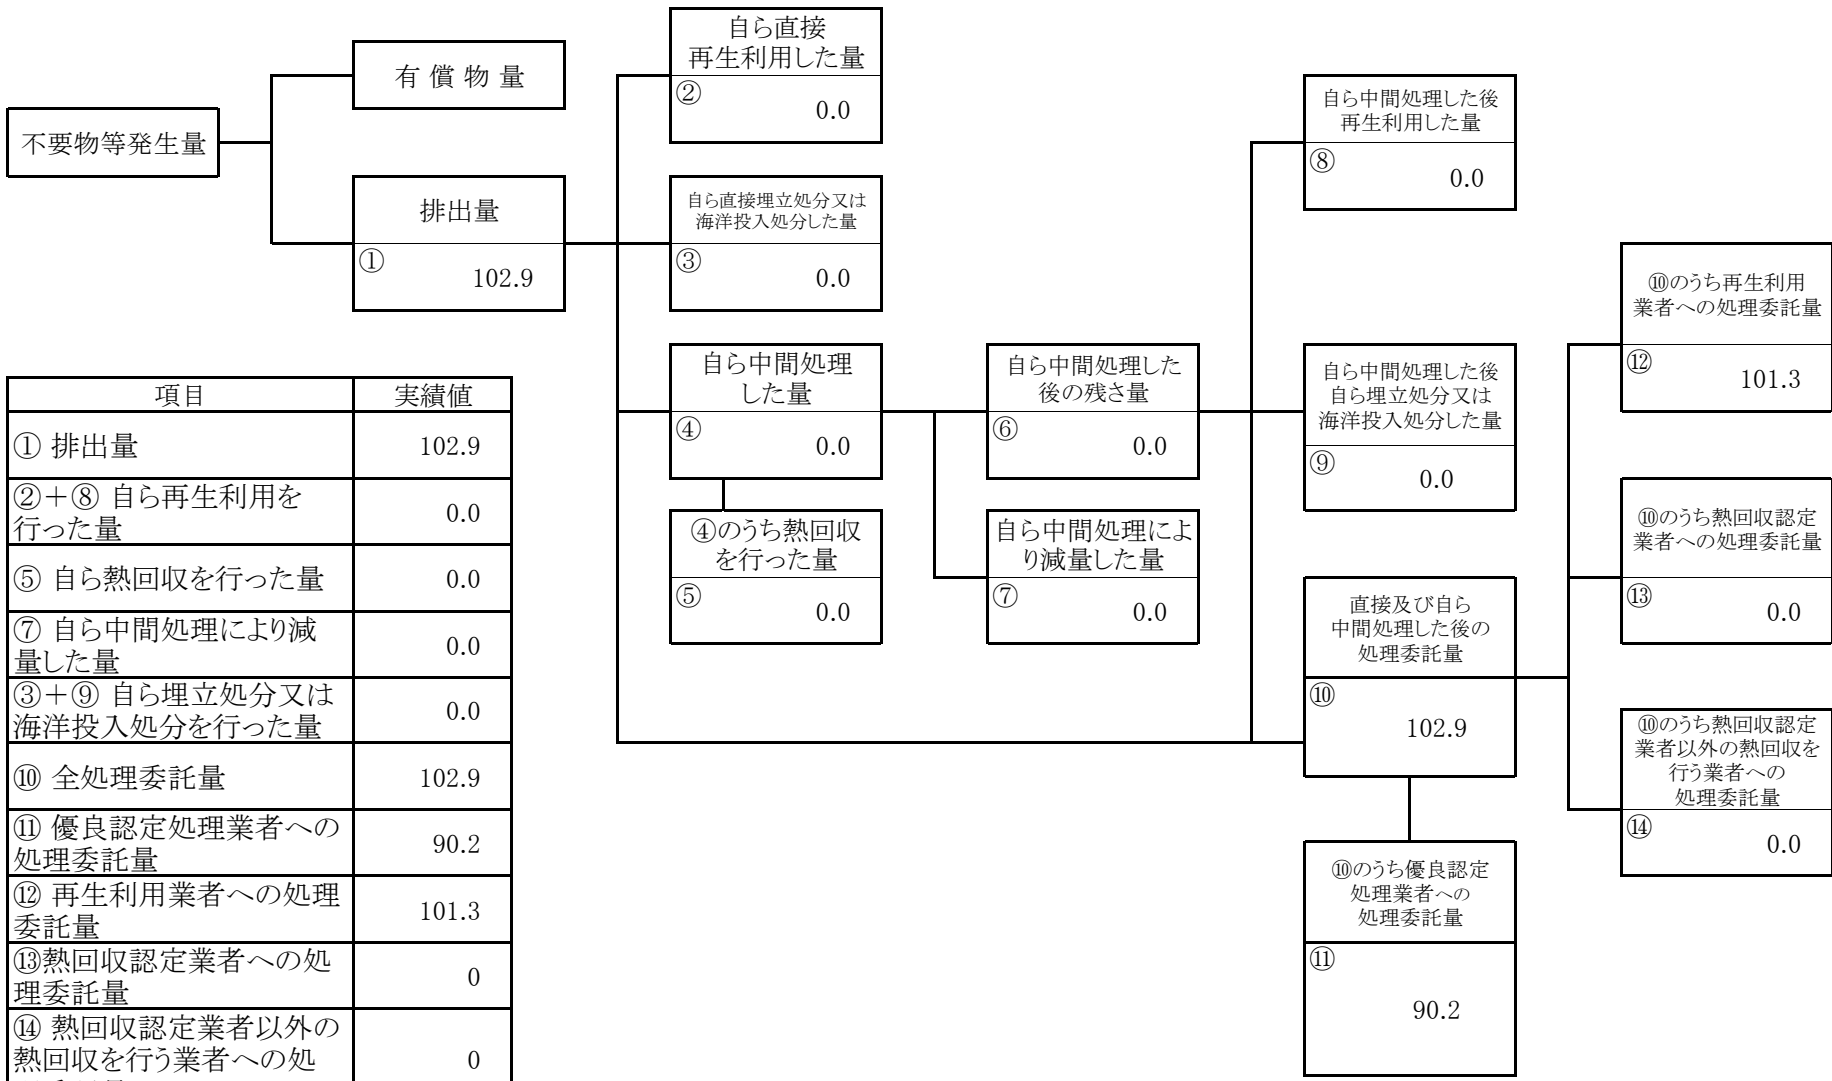 不要物等発生量
有 償 物 量
排出量
①
102.9
自ら直接
再生利用した量
②
0.0
自ら直接埋立処分又は
海洋投入処分した量
③
0.0
自ら中間処理
した量
④
0.0
④のうち熱回収
を行った量
⑤
0.0
自ら中間処理した
後の残さ量
⑥
0.0
自ら中間処理によ
り減量した量
⑦
0.0
自ら中間処理した後
再生利用した量
⑧
0.0
自ら中間処理した後
自ら埋立処分又は
海洋投入処分した量
⑨
0.0
直接及び自ら
中間処理した後の
処理委託量
⑩
102.9
⑩のうち優良認定
処理業者への
処理委託量
⑪
90.2
⑩のうち再生利用
業者への処理委託量
⑫
101.3
⑩のうち熱回収認定
業者への処理委託量
⑬
0.0
⑩のうち熱回収認定
業者以外の熱回収を
行う業者への
処理委託量
⑭
0.0
項目 実績値
① 排出量 102.9
②＋⑧ 自ら再生利用を
行った量 0.0
⑤ 自ら熱回収を行った量 0.0
⑦ 自ら中間処理により減
量した量 0.0
③＋⑨ 自ら埋立処分又は
海洋投入処分を行った量 0.0
⑩ 全処理委託量 102.9
⑪ 優良認定処理業者への
処理委託量 90.2
⑫ 再生利用業者への処理
委託量 101.3
⑬熱回収認定業者への処
理委託量 0
⑭ 熱回収認定業者以外の
熱回収を行う業者への処 0